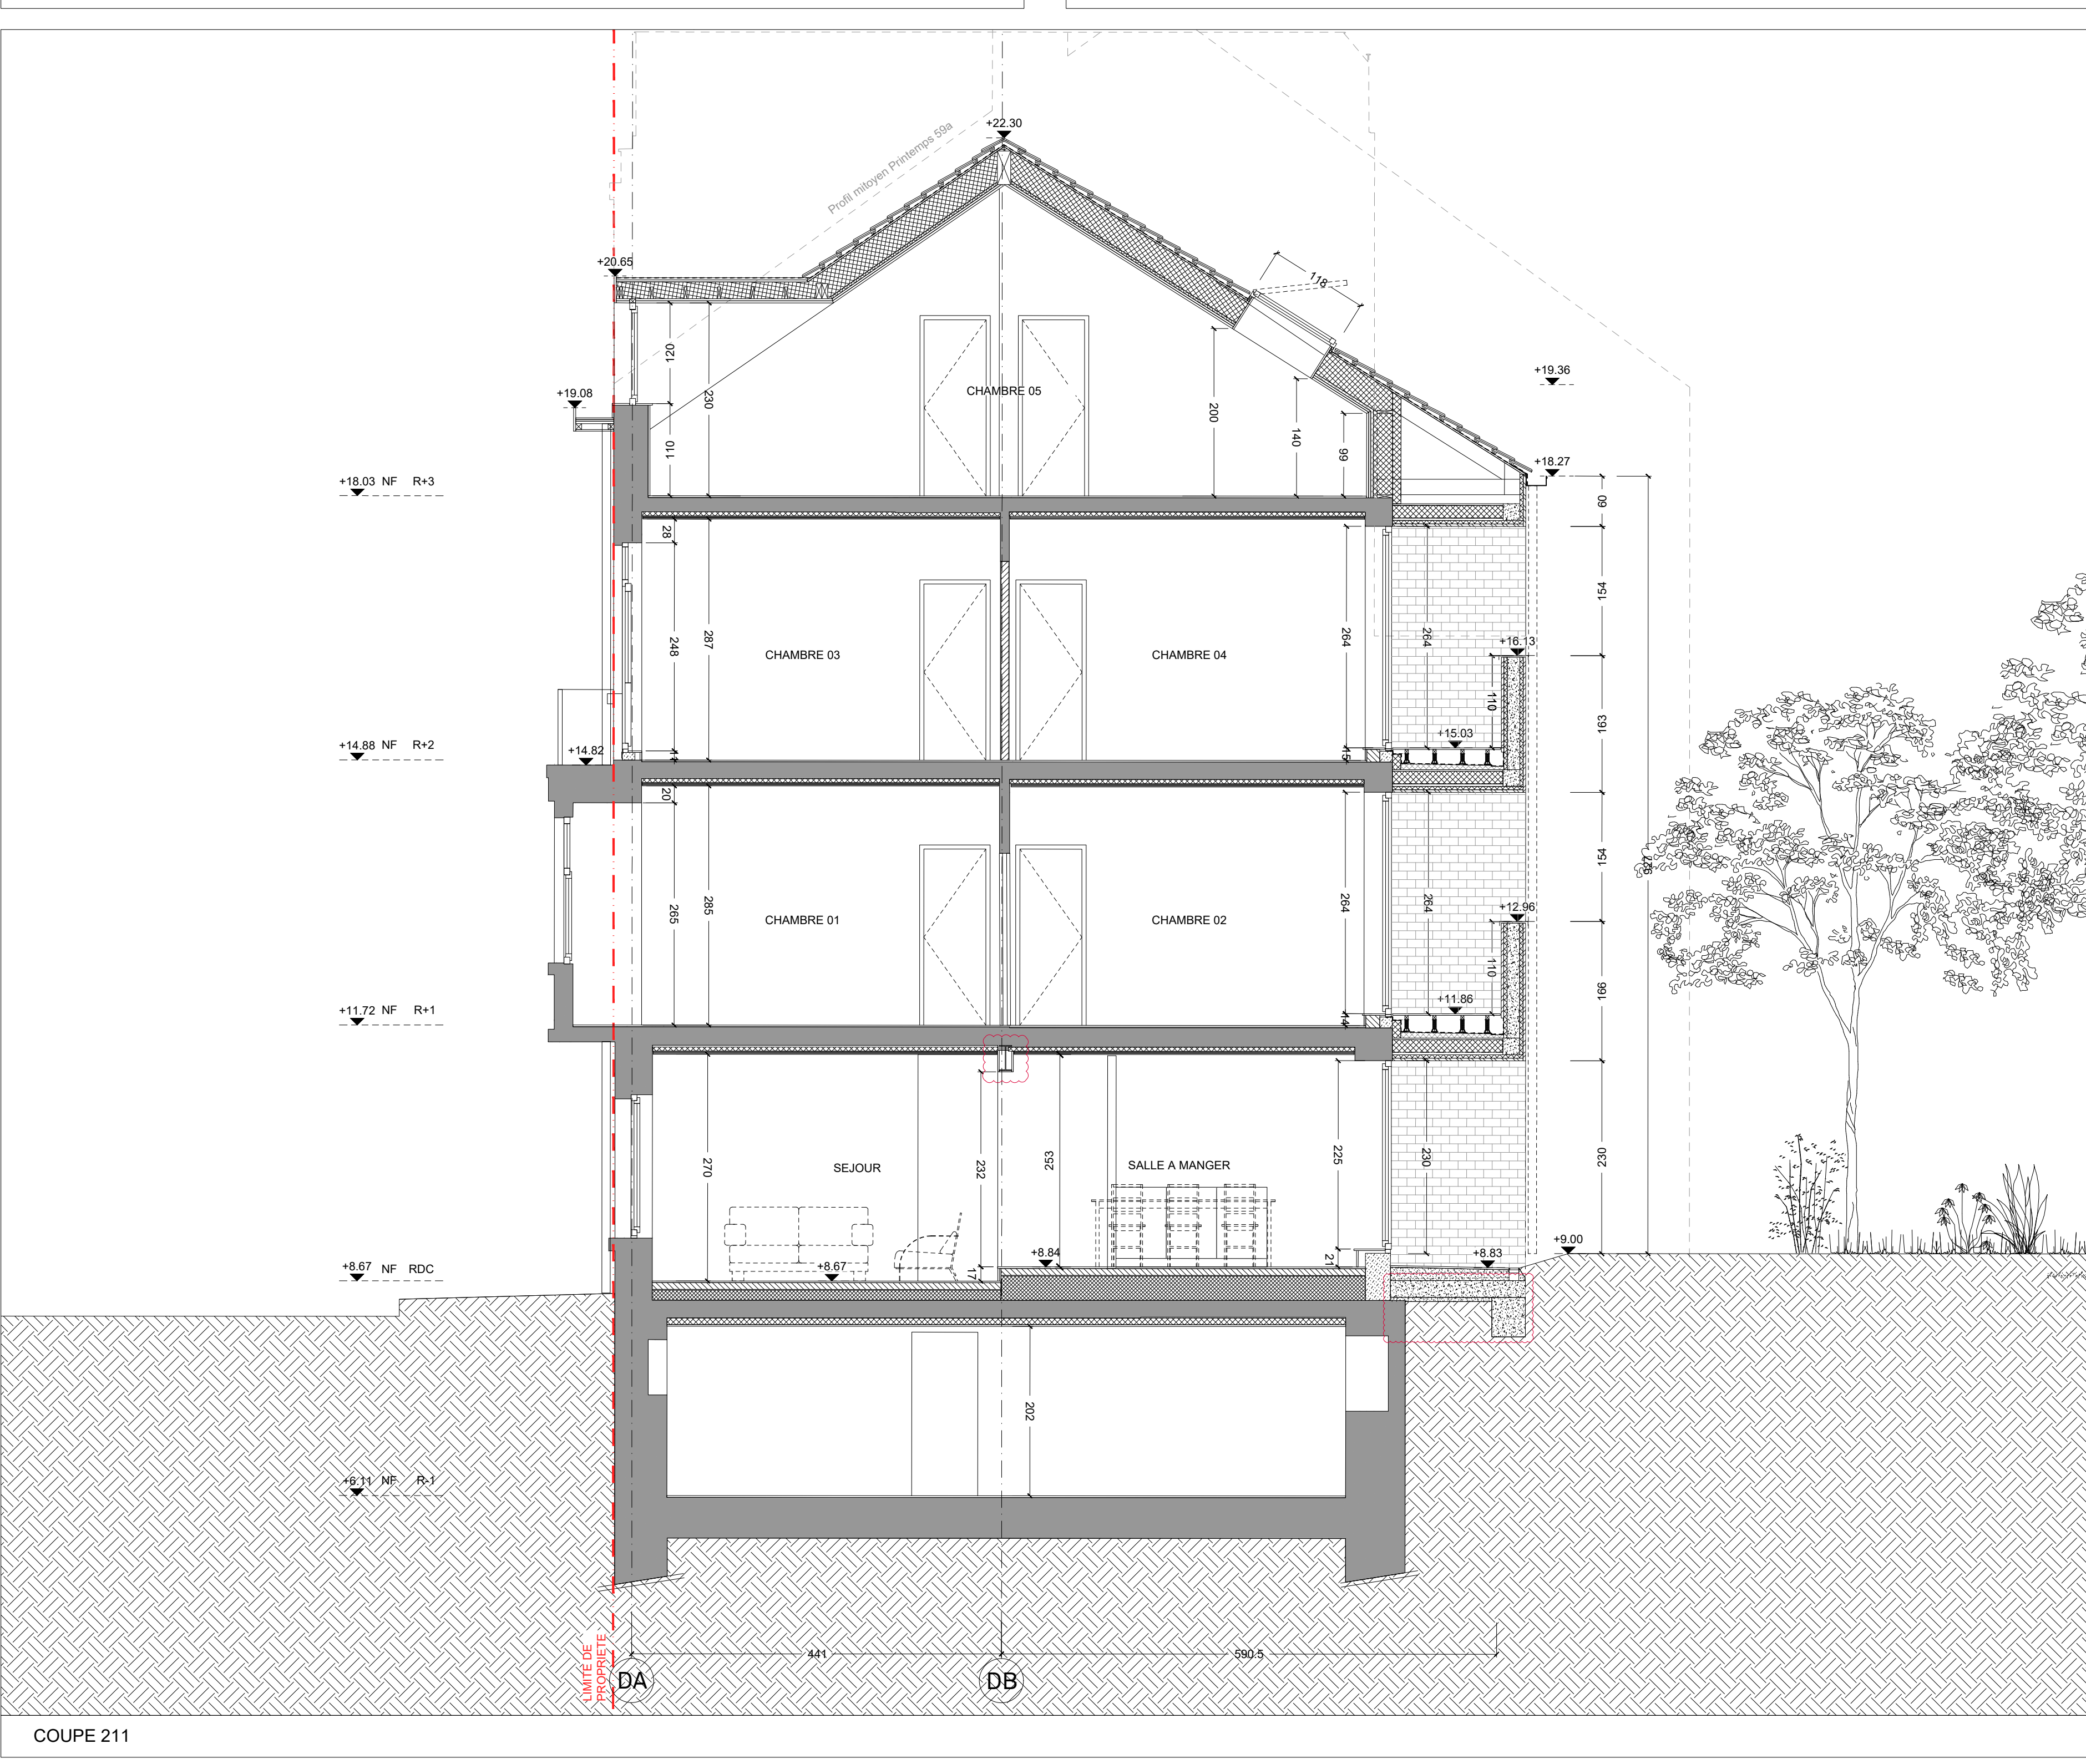 +22.30
Profil mitoyen Printemps 59a
+20.65
118
120
230
CHAMBRE 05
+19.36
+19.08
200
140
99
110
+18.27
+18.03 NF R+3
60
28
154
264
264
248
287
CHAMBRE 03
CHAMBRE 04
+16.13
110
163
+14.88 NF R+2
+14.82
+15.03
11
15
20
154
927
265
285
CHAMBRE 01
CHAMBRE 02
264
264
+12.96
110
166
+11.86
+11.72 NF R+1
14
270
SEJOUR
232
253
SALLE A MANGER
225
230
230
+9.00
+8.84
+8.83
21
+8.67 NF RDC
+8.67
17
202
+6.11 NF R-1
441
590.5
LIMITE DE
PROPRIETE
DA
DB
COUPE 211